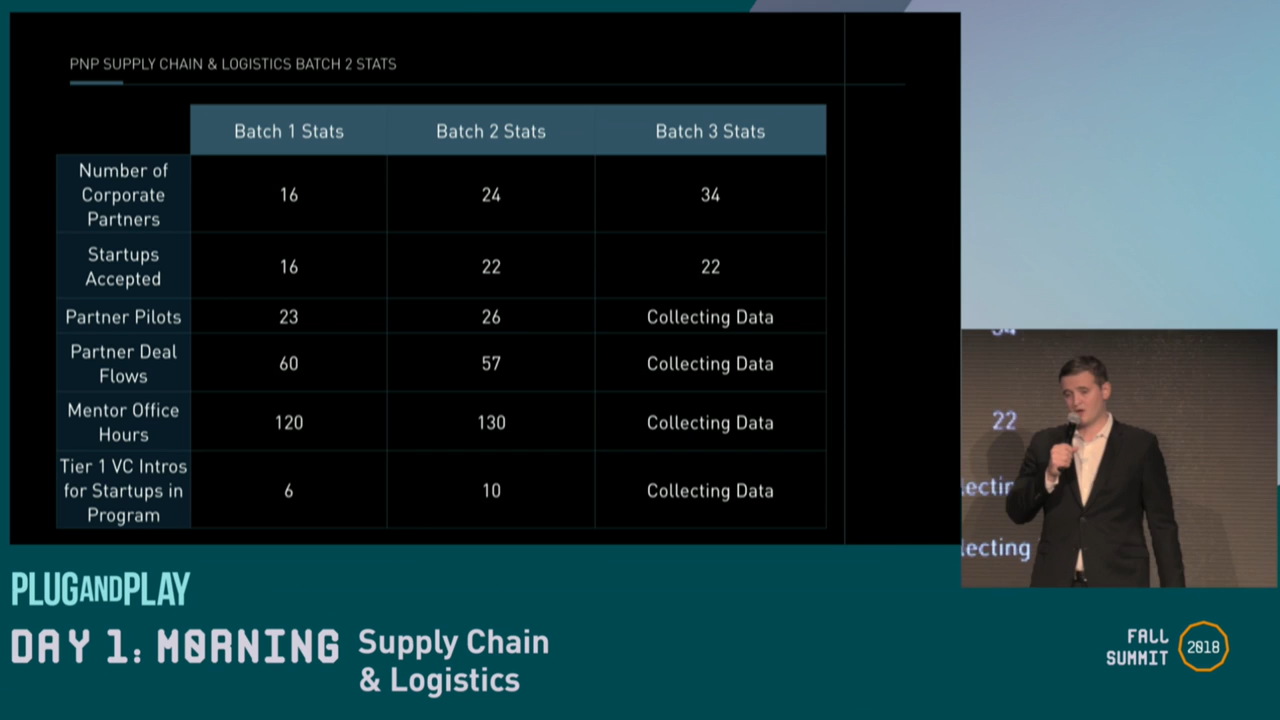 PNP SUPPLY CHAIN & LOGISTICS BATCH 2 STATS
Batch 1 Stats
Batch 2 Stats
Batch 3 Stats
Number of
Corporate
Partners
16
24
34
Startups
Accepted
16
22
22
Partner Pilots
23
26
Collecting Data
Partner Deal
Flows
60
57
Collecting Data
Mentor Office
Hours
120
130
Collecting Data
Tier 1 VC Intros
for Startups in
Program
6
10
Collecting Data
34
22
lectin
lecting
PLUGANDPLAY
DAY 1: MORNING
Supply Chain
& Logistics
FALL
SUMMIT
2018